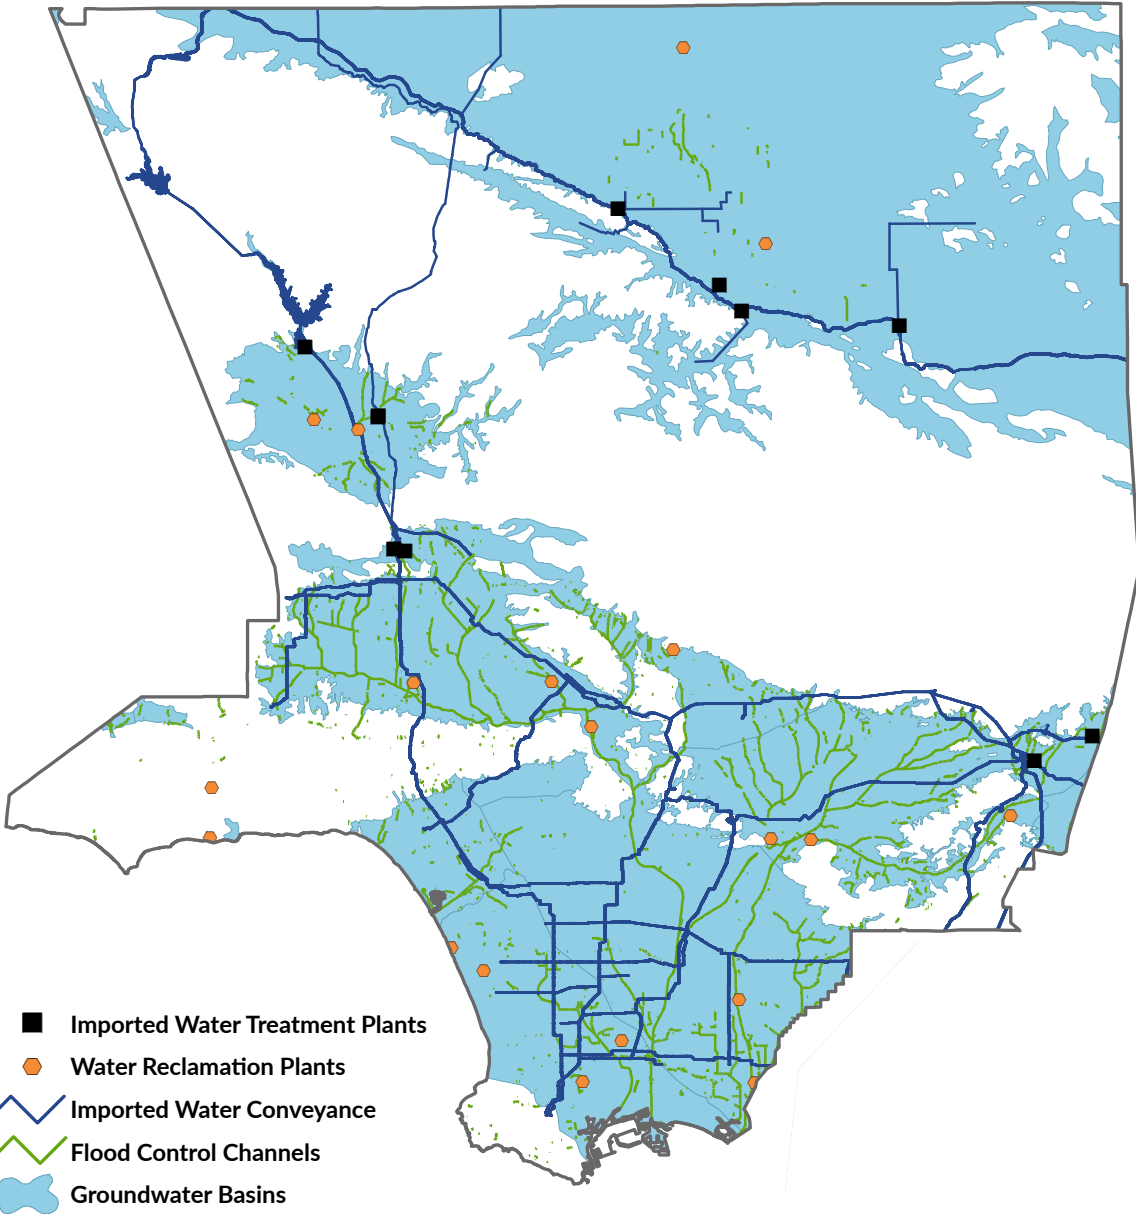 Imported Water Treatment Plants
Water Reclamation Plants
Imported Water Conveyance
Flood Control Channels
Groundwater Basins